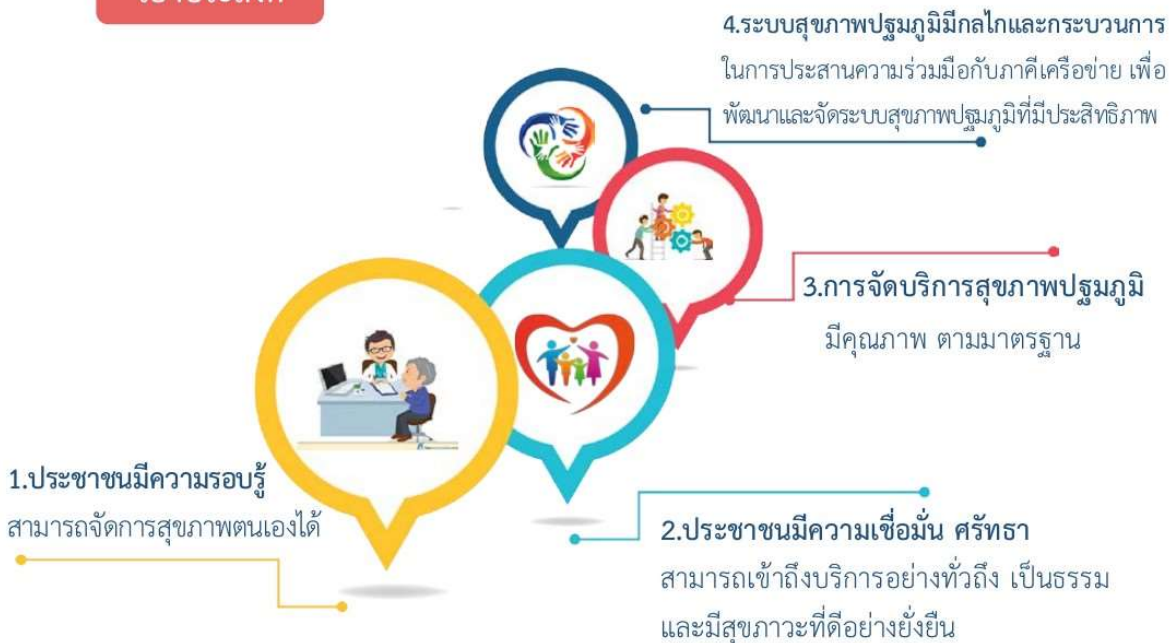 1.ประชาชนมีความรอบรู้
สามารถจัดการสุขภาพตนเองได้
2.ประชาชนมีความเชื่อมั่น ศรัทธา
สามารถเข้าถึงบริการอย่างทั่วถึง เป็นธรรม
และมีสุขภาวะที่ดีอย่างยั่งยืน
3.การจัดบริการสุขภาพปฐมภูมิ
มีคุณภาพ ตามมาตรฐาน
4.ระบบสุขภาพปฐมภูมิมีกลไกและกระบวนการ
ในการประสานความร่วมมือกับภาคีเครือข่าย เพื่อ
พัฒนาและจัดระบบสุขภาพปฐมภูมิที่มีประสิทธิภาพ